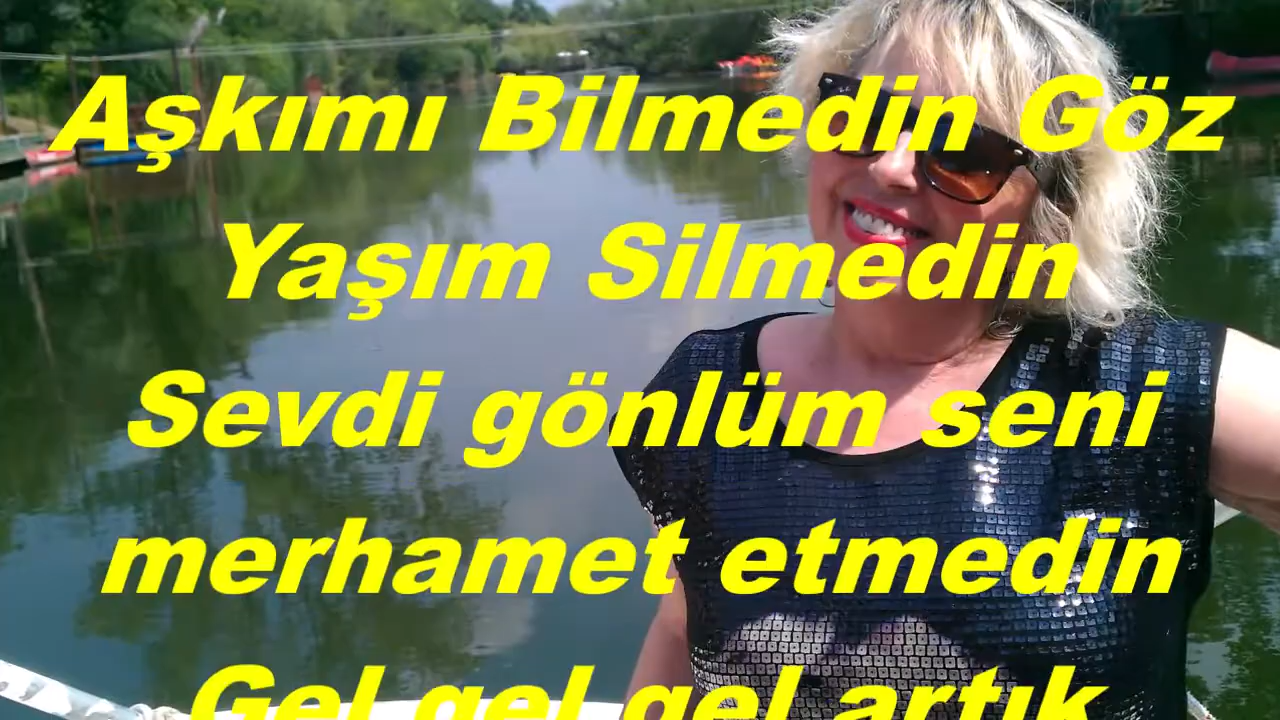 Aşkımı Bilmedin Göz
Yaşım Silmedin
Sevdi gönlüm seni
merhamet etmedin
Gel gel gel artık